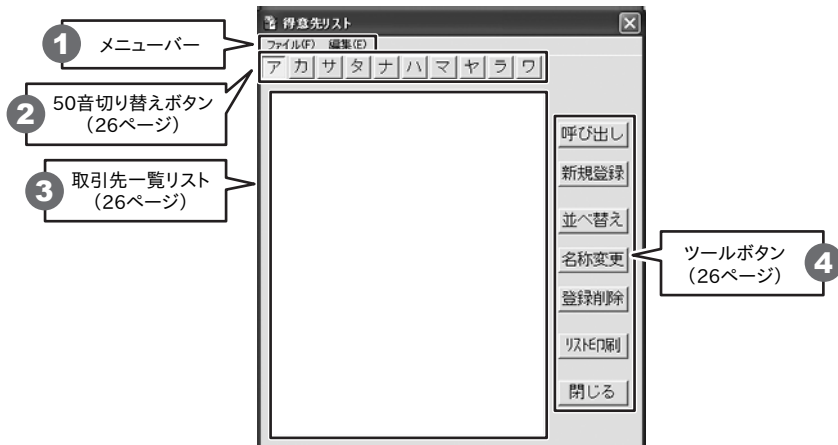 得意先リスト
ファイル(F) 編集(E)
ア カ サ タ ナ ハ マ ヤ ラ ワ
1 メニューバー
2 50音切り替えボタン
(26ページ)
3 取引先一覧リスト
(26ページ)
呼び出し
新規登録
並べ替え
名称変更
登録削除
リスト印刷
閉じる
ツールボタン 4
(26ページ)